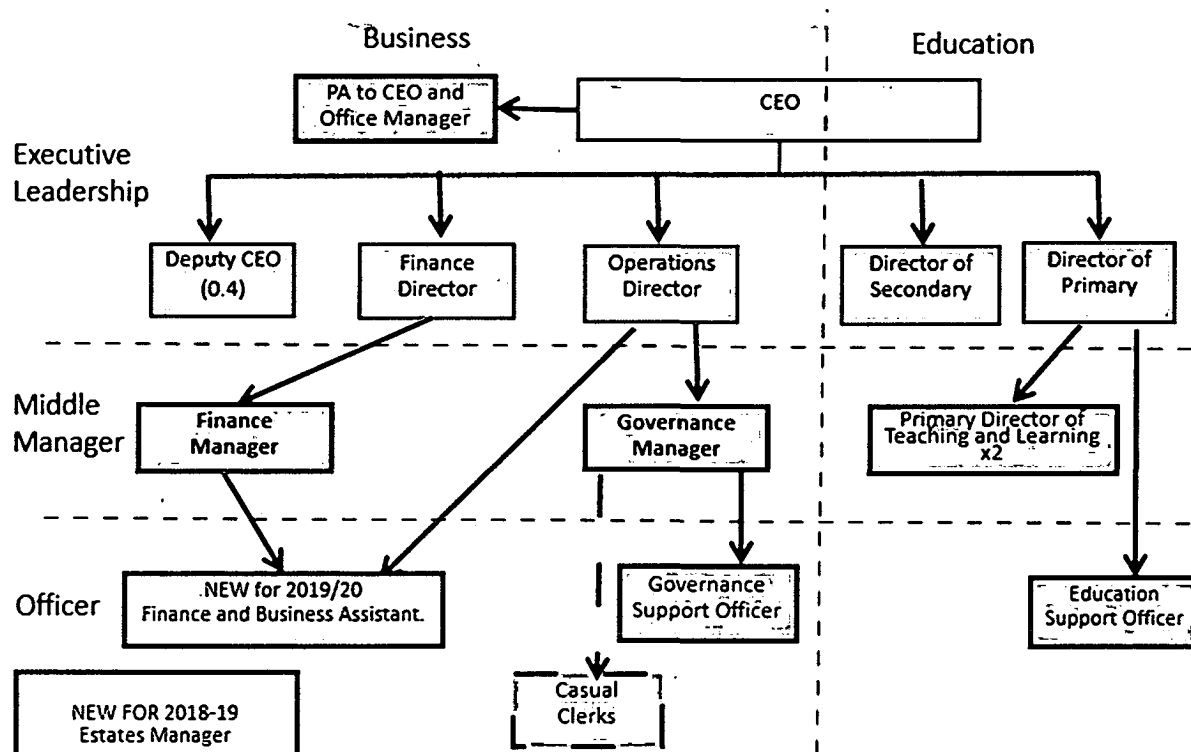 Business
Education
PA to CEO and
Office Manager
CEO
Executive
Leadership
Deputy CEO
(0.4)
Finance
Director
Operations
Director
Director of
Secondary
Director of
Primary
Middle
Manager
Finance
Manager
Governance
Manager
Primary Director of
Teaching and Learning
x2
Officer
NEW for 2019/20
Finance and Business Assistant.
Governance
Support Officer
Education
Support Officer
Casual
Clerks
NEW FOR 2018-19
Estates Manager